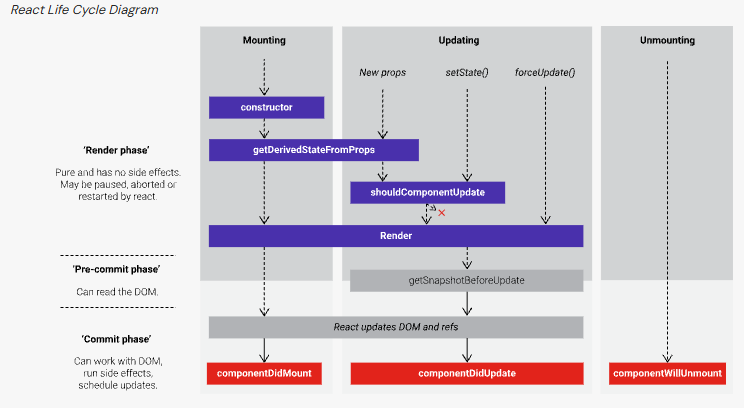 React Life Cycle Diagram
Mounting
Updating
Unmounting
New props
setState()
forceUpdate()
constructor
'Render phase'
getDerivedStateFromProps
Pure and has no side effects.
May be paused, aborted or
restarted by react.
shouldComponentUpdate
Render
'Pre-commit phase'
getSnapshotBeforeUpdate
Can read the DOM.
React updates DOM and refs
'Commit phase'
Can work with DOM,
run side effects,
schedule updates.
componentDidMount
componentDidUpdate
componentWillUnmount